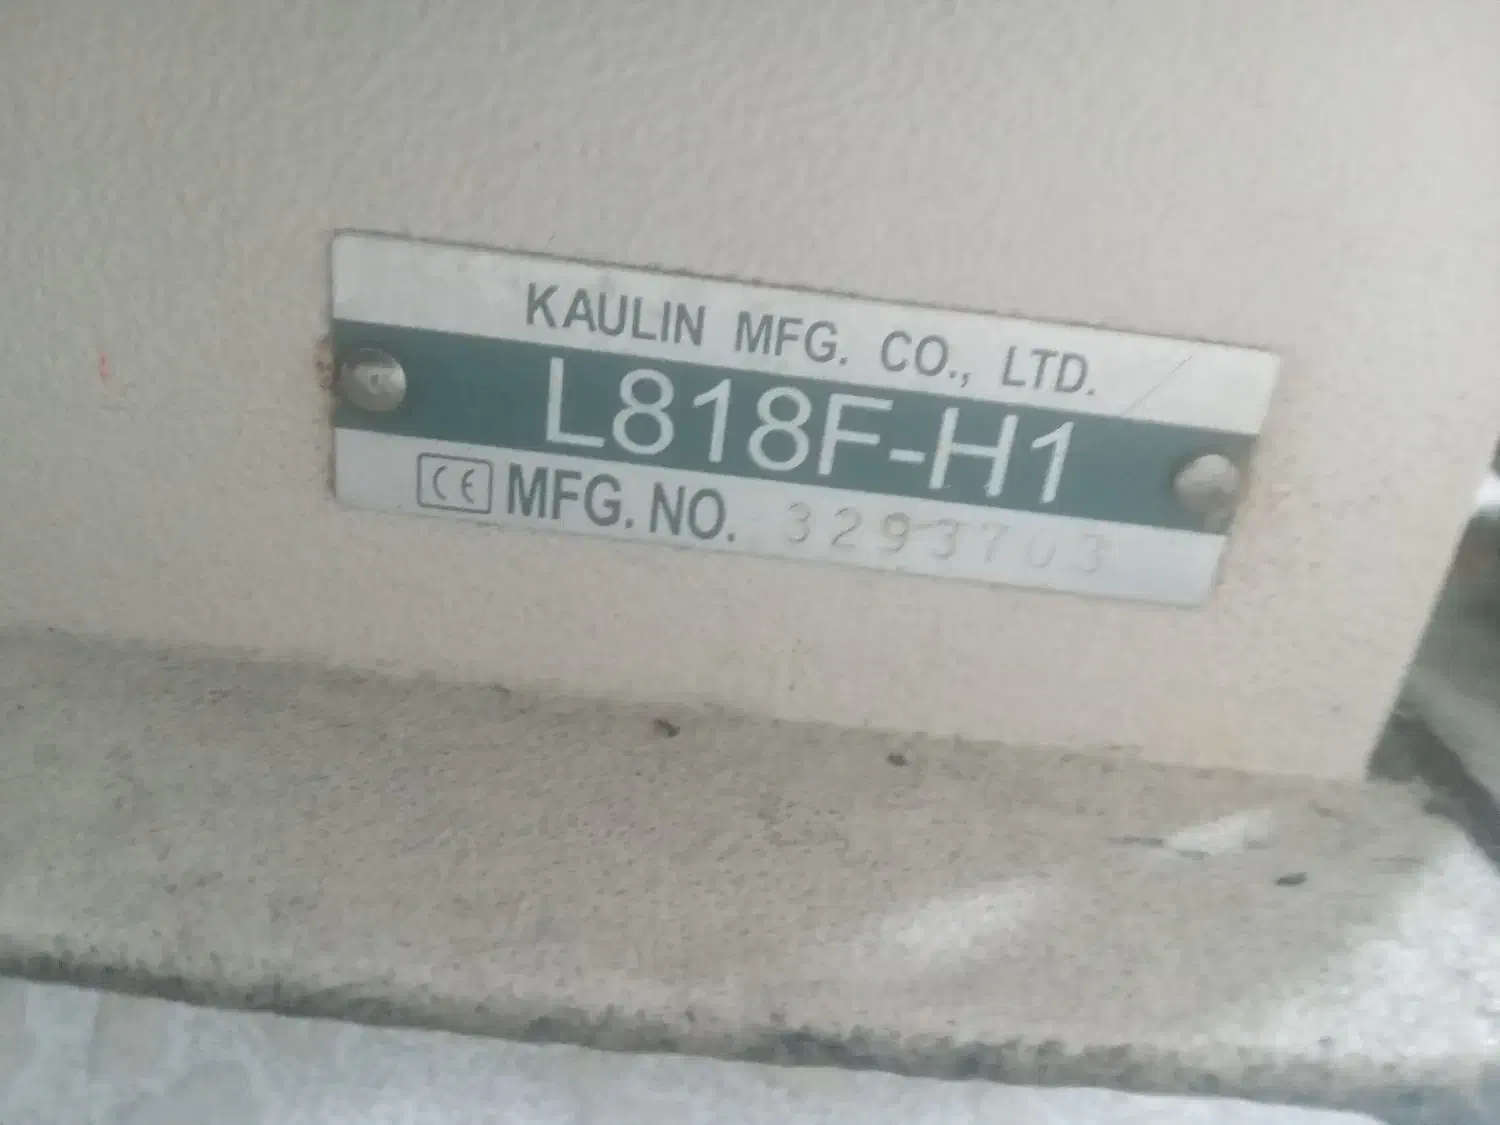 KAULIN MFG. CO., LTD.
L818F-H1
CE MFG. NO. 3293703